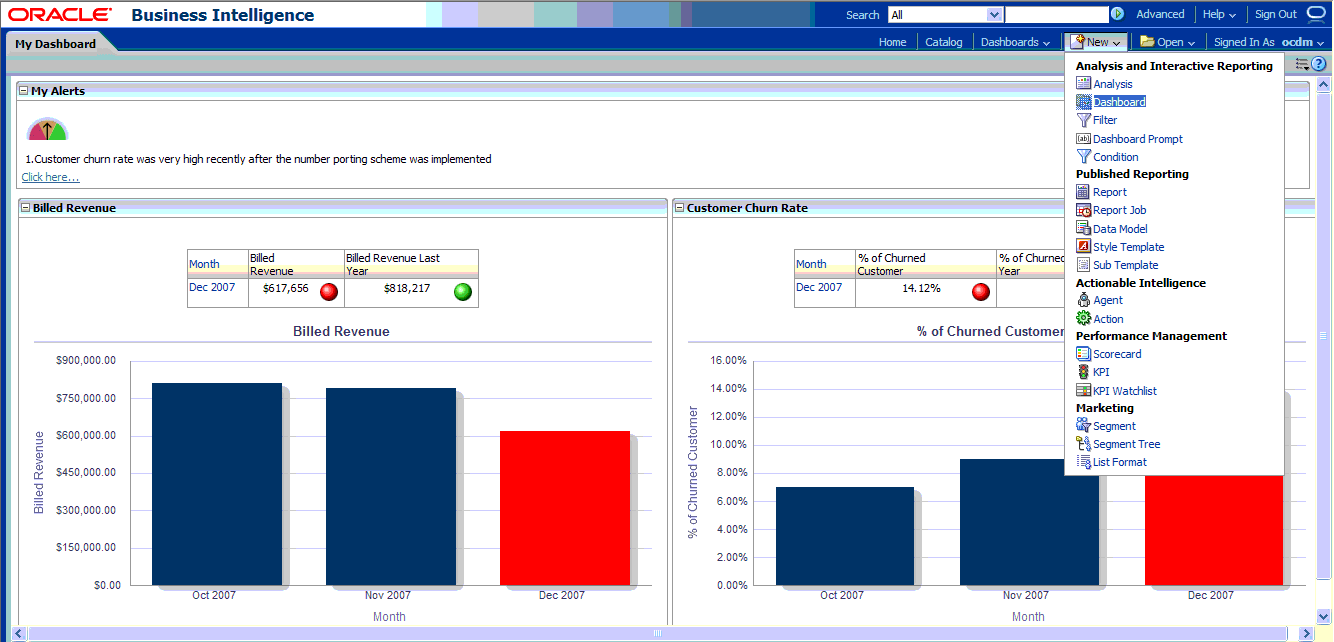 ORACLE Business Intelligence
Search All Advanced Help Sign Out
My Dashboard
Home Catalog Dashboards New Open Signed In As ocdm
My Alerts
1.Customer churn rate was very high recently after the number porting scheme was implemented
Click here...
Billed Revenue
Month Billed Revenue Billed Revenue Last Year
Dec 2007 $617,656 $818,217
Billed Revenue
$900,000.00
$750,000.00
$600,000.00
$450,000.00
$300,000.00
$150,000.00
$0.00
Billed Revenue
Oct 2007 Nov 2007 Dec 2007
Month
Customer Churn Rate
Month % of Churned Customer % of Churned Year
Dec 2007 14.12%
% of Churned Customer
16.00%
14.00%
12.00%
10.00%
8.00%
6.00%
4.00%
2.00%
0.00%
% of Churned Customer
Oct 2007 Nov 2007 Dec 2007
Month
Analysis and Interactive Reporting
Analysis
Dashboard
Filter
Dashboard Prompt
Condition
Published Reporting
Report
Report Job
Data Model
Style Template
Sub Template
Actionable Intelligence
Agent
Action
Performance Management
Scorecard
KPI
KPI Watchlist
Marketing
Segment
Segment Tree
List Format